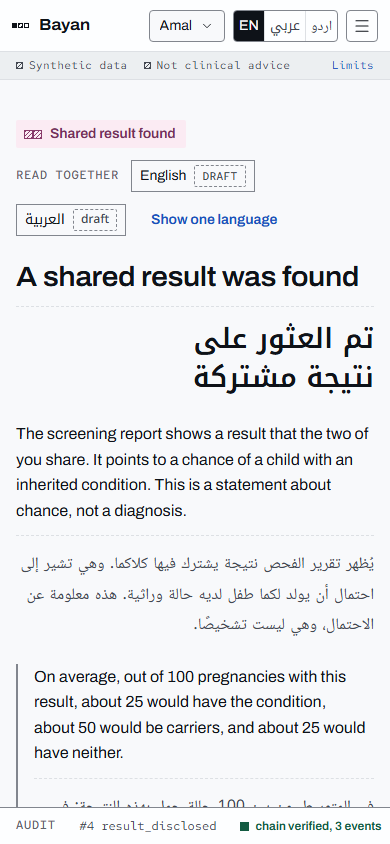 Bayan
Amal
EN عربي اردو
Synthetic data Not clinical advice Limits
Shared result found
READ TOGETHER English DRAFT
العربية draft Show one language
A shared result was found
تم العثور على
نتيجة مشتركة
The screening report shows a result that the two of
you share. It points to a chance of a child with an
inherited condition. This is a statement about
chance, not a diagnosis.
يُظهر تقرير الفحص نتيجة يشترك فيها كلاكما. وهي تشير إلى
احتمال أن يولد لكما طفل لديه حالة وراثية. هذه معلومة عن
الاحتمال، وهي ليست تشخيصًا.
On average, out of 100 pregnancies with this
result, about 25 would have the condition,
about 50 would be carriers, and about 25 would
have neither.
AUDIT #4 result_disclosed chain verified, 3 events